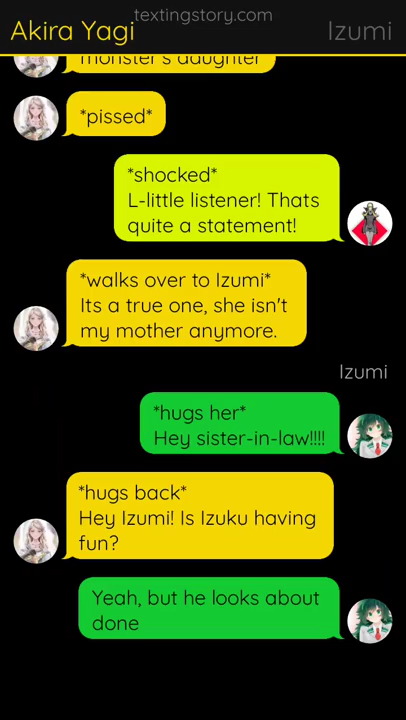 textingstory.com
Akira Yagi
Izumi
monster's daughter
*pissed*
*shocked*
L-little listener! Thats
quite a statement!
*walks over to Izumi*
Its a true one, she isn't
my mother anymore.
Izumi
*hugs her*
Hey sister-in-law!!!!
*hugs back*
Hey Izumi! Is Izuku having
fun?
Yeah, but he looks about
done